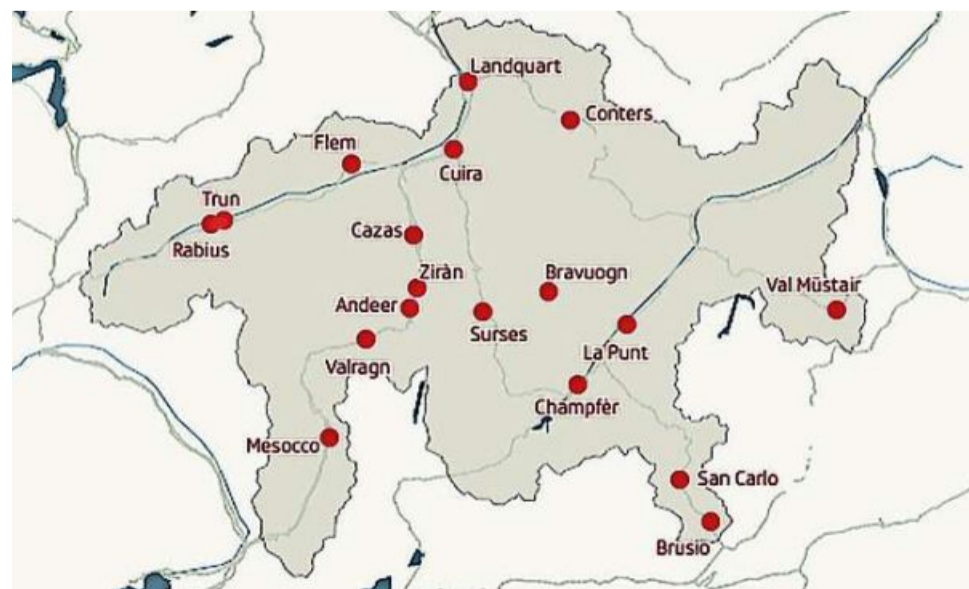 Landquart
Conters
Flem
Cuira
Trun
Rabius
Cazas
Ziràn
Bravuogn
Val Müstair
Andeer
Surses
La Punt
Valragn
Champfèr
Mesocco
San Carlo
Brusio